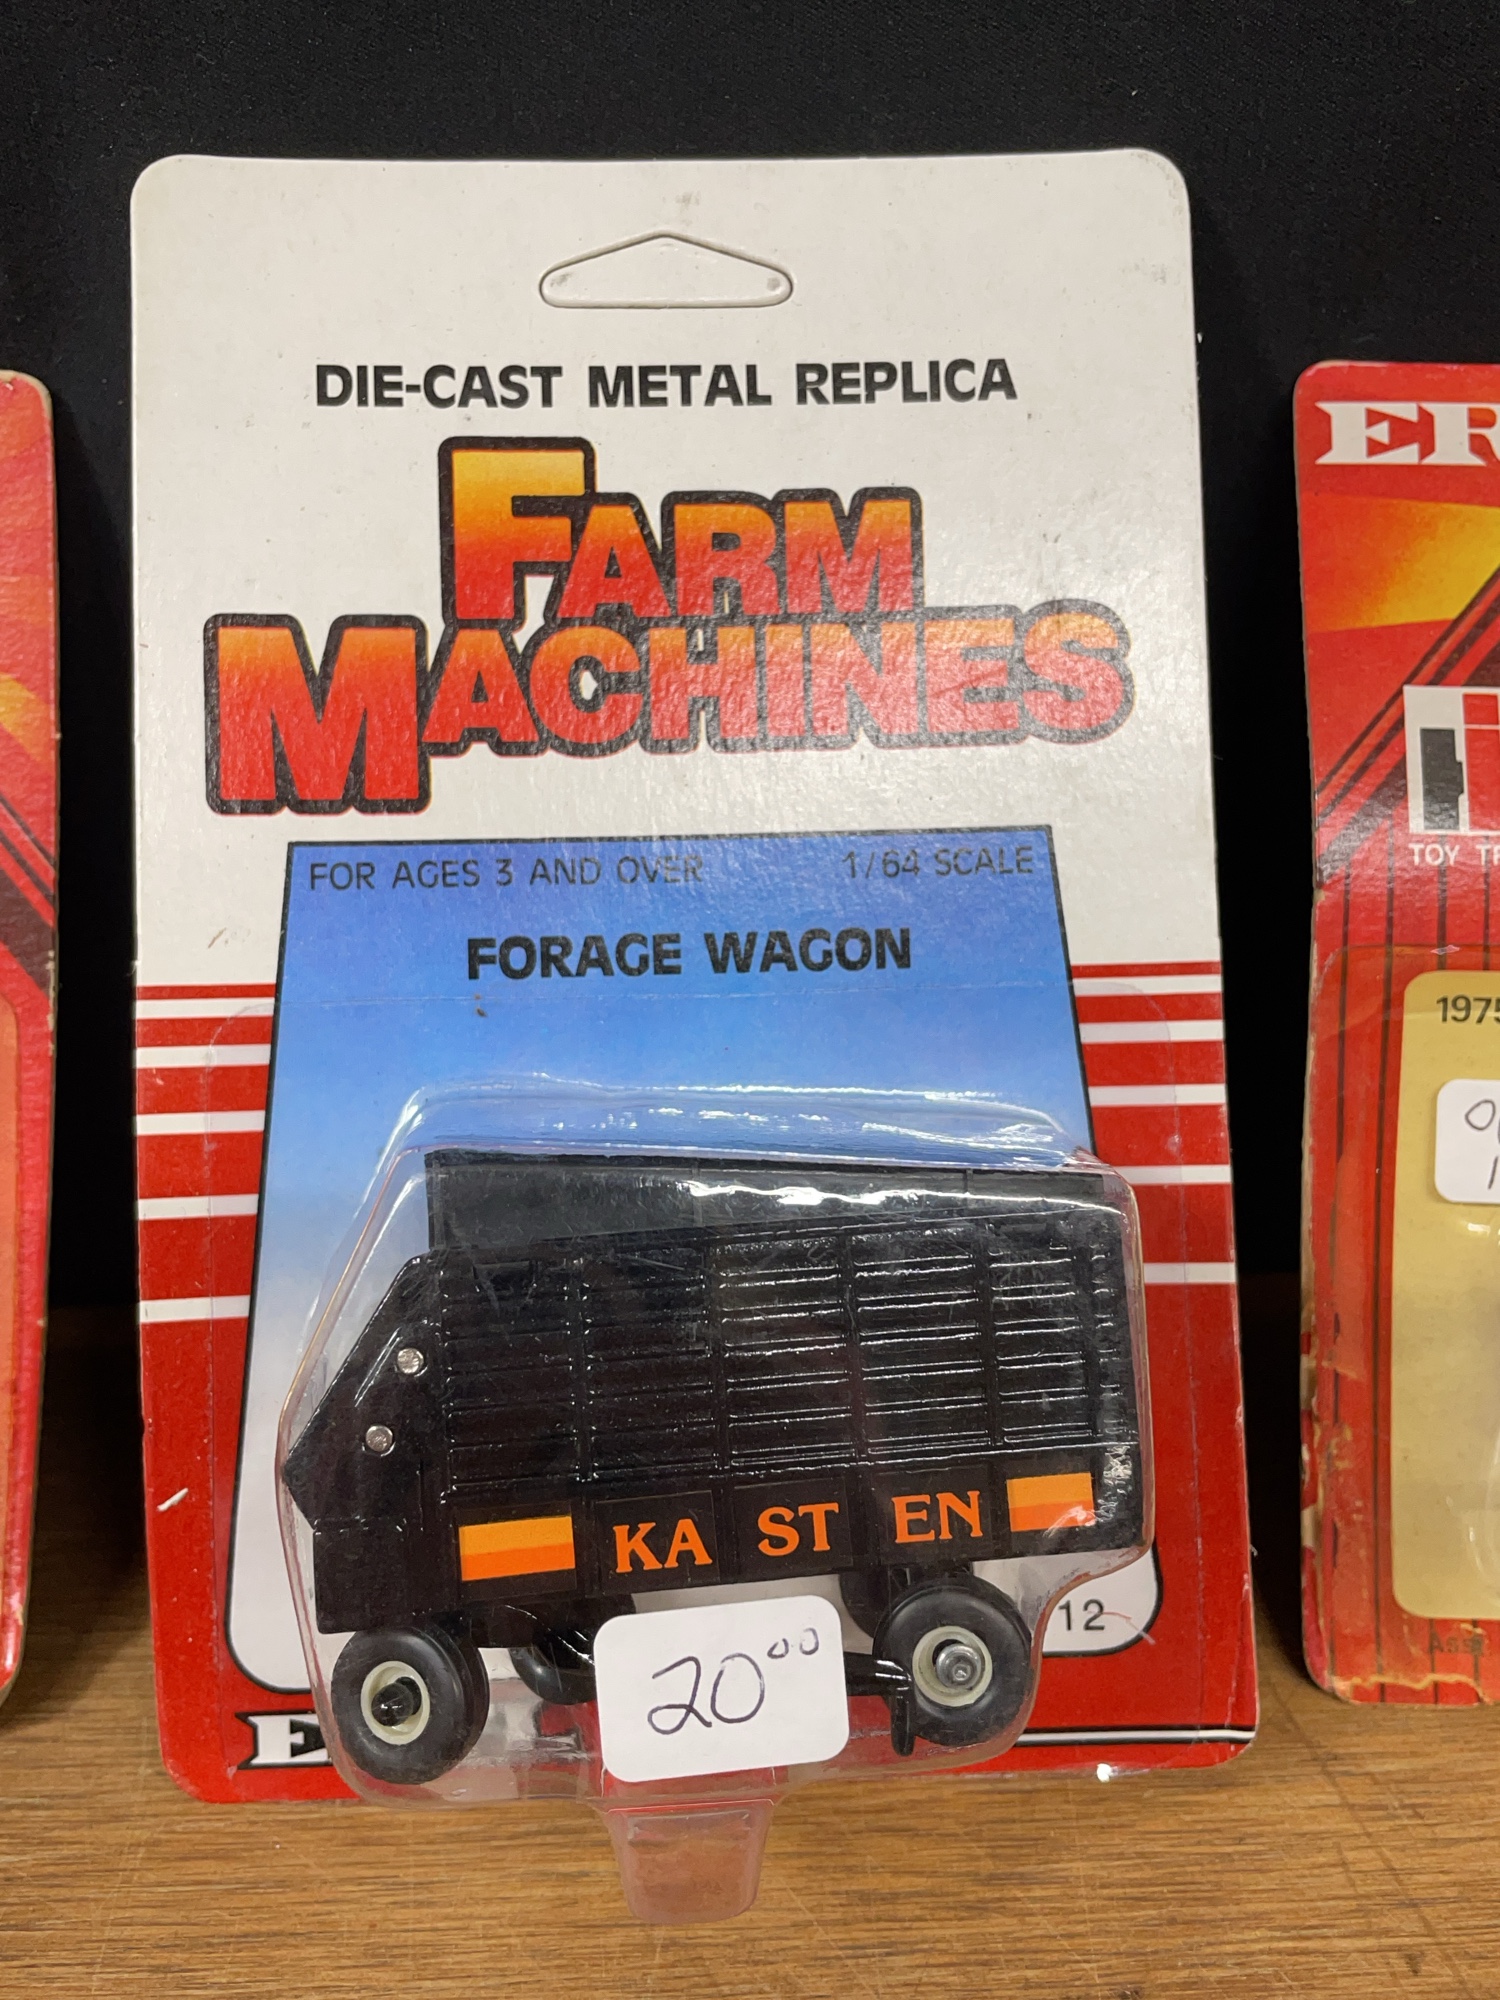 DIE-CAST METAL REPLICA
FARM
MACHINES
FOR AGES 3 AND OVER 1/64 SCALE
FORAGE WAGON
KA ST EN
12
20.00
E
ER
TOY
1975